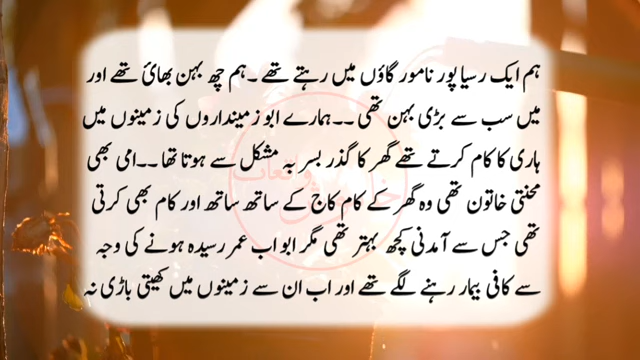 ہم ایک رسیا پور نامور گاؤں میں رہتے تھے ۔ہم چھ بہن بھائ تھے اور
میں سب سے بڑی بہن تھی ۔۔ہمارے ابو زمینداروں کی زمینوں میں
ہاری کا کام کرتے تھے گھر کا گذر بسر بہ مشکل سے ہوتا تھا ۔۔امی بھی
محنتی خاتون تھی وہ گھر کے کام کاج کے ساتھ ساتھ اور کام بھی کرتی
تھی جس سے آمدنی کچھ بہتر تھی مگر ابو اب عمر رسیدہ ہونے کی وجہ
سے کافی بیمار رہنے لگے تھے اور اب ان سے زمینوں میں کھیتی باڑی نہ